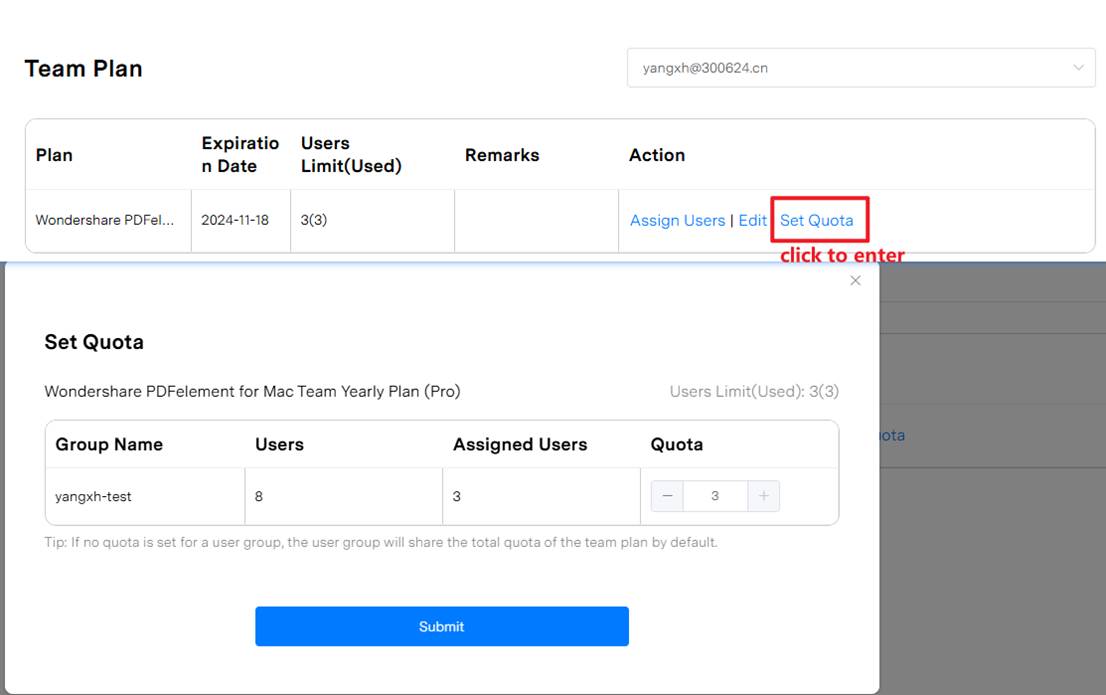 Team Plan
yangxh@300624.cn
Plan
Expiratio
n Date
Users
Limit(Used)
Remarks
Action
Wondershare PDFel...
2024-11-18
3(3)
Assign Users | Edit
Set Quota
click to enter
Set Quota
Wondershare PDFelement for Mac Team Yearly Plan (Pro)
Users Limit(Used): 3(3)
Group Name
Users
Assigned Users
Quota
yangxh-test
8
3
− 3 +
Tip: If no quota is set for a user group, the user group will share the total quota of the team plan by default.
Submit
uota